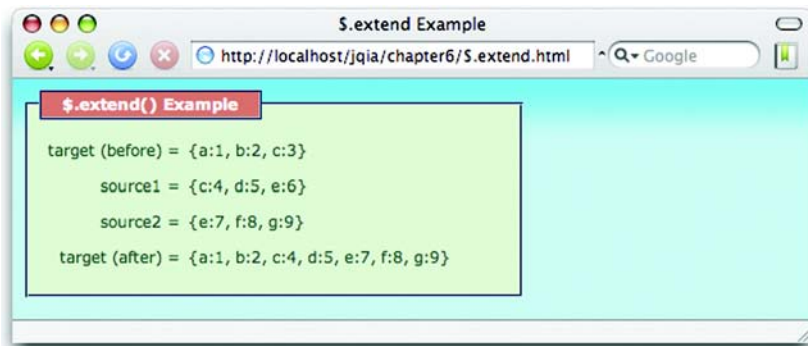 $.extend Example
http://localhost/jqia/chapter6/$.extend.html
Google
$.extend() Example
target (before) = {a:1, b:2, c:3}
source1 = {c:4, d:5, e:6}
source2 = {e:7, f:8, g:9}
target (after) = {a:1, b:2, c:4, d:5, e:7, f:8, g:9}